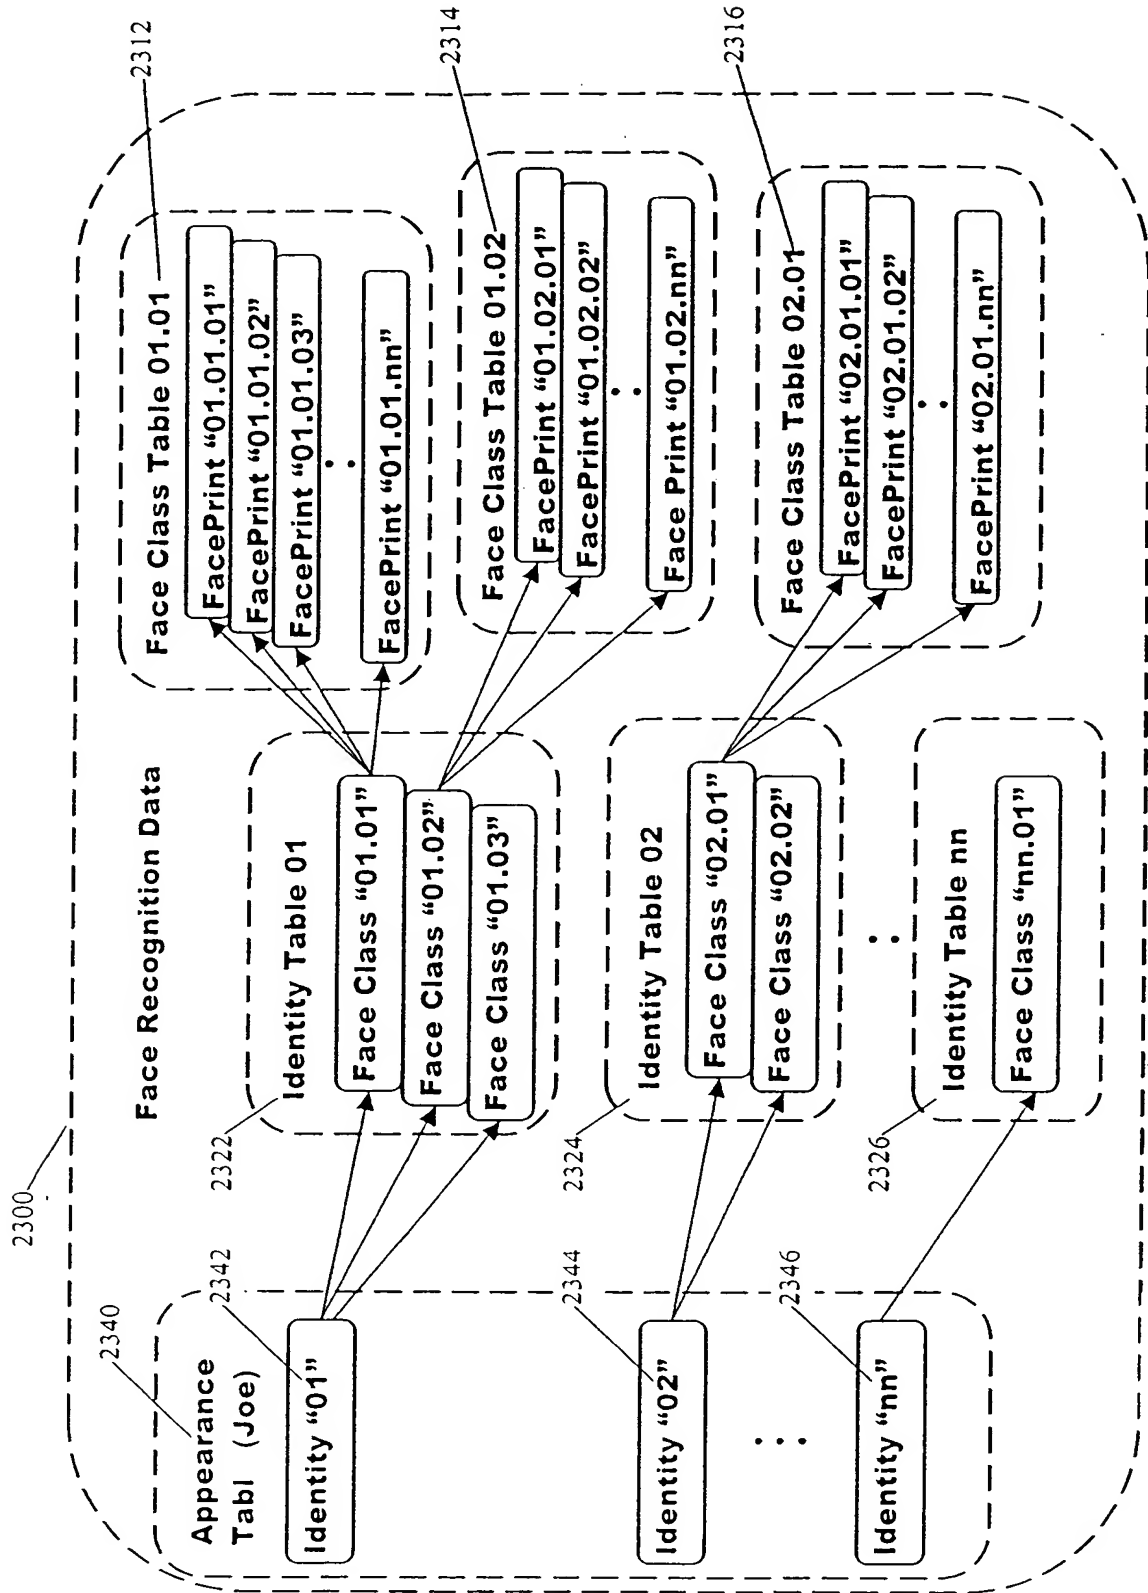 2300
Face Recognition Data
2340
Appearance
Tabl (Joe)
2342
Identity “01”
2344
Identity “02”
2346
Identity “nn”
2322
Identity Table 01
Face Class “01.01”
Face Class “01.02”
Face Class “01.03”
2324
Identity Table 02
Face Class “02.01”
Face Class “02.02”
2326
Identity Table nn
Face Class “nn.01”
2312
Face Class Table 01.01
FacePrint “01.01.01”
FacePrint “01.01.02”
FacePrint “01.01.03”
FacePrint “01.01.nn”
2314
Face Class Table 01.02
FacePrint “01.02.01”
FacePrint “01.02.02”
Face Print “01.02.nn”
2316
Face Class Table 02.01
FacePrint “02.01.01”
FacePrint “02.01.02”
FacePrint “02.01.nn”